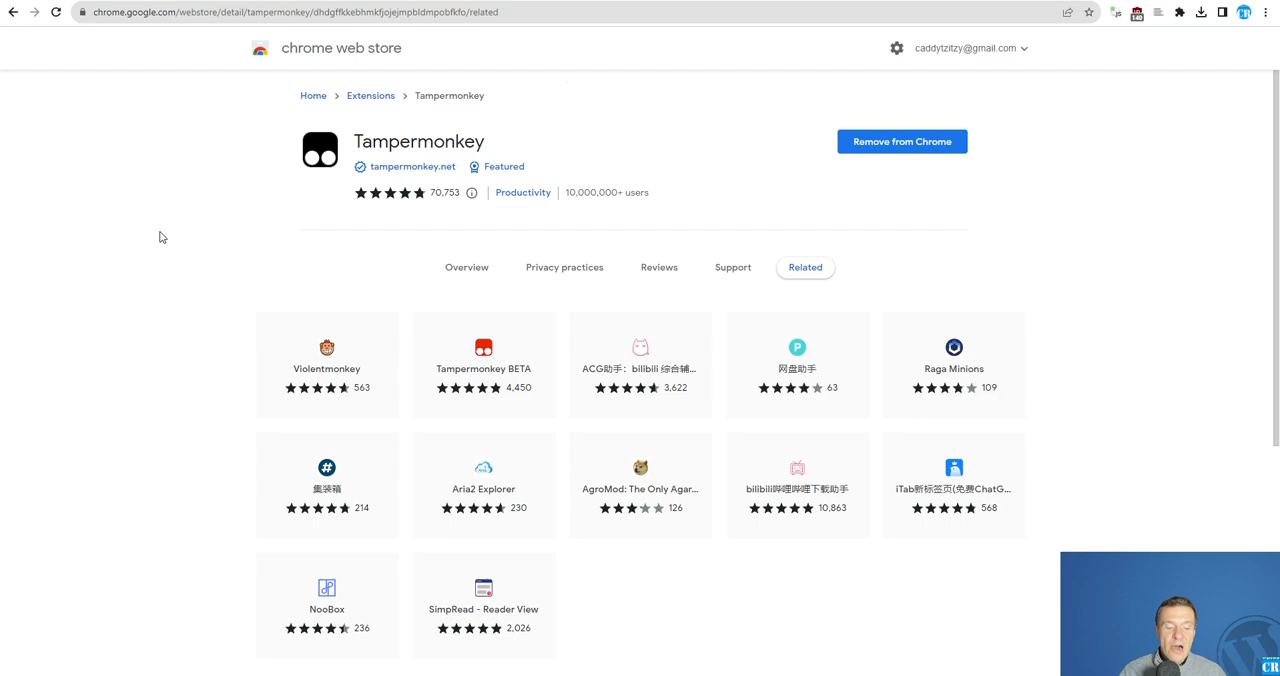 chrome.google.com/webstore/detail/tampermonkey/dhdgffkkebhmkfjojejmpbldmpobfkfo/related
140
CR
chrome web store
caddytzitzy@gmail.com
Home > Extensions > Tampermonkey
Tampermonkey
Remove from Chrome
tampermonkey.net Featured
70,753 Productivity 10,000,000+ users
Overview Privacy practices Reviews Support Related
Violentmonkey
563
Tampermonkey BETA
4,450
ACG助手：bilibili 综合辅...
3,622
网盘助手
63
Raga Minions
109
集装箱
214
Aria2 Explorer
230
AgroMod: The Only Agar...
126
bilibili哔哩哔哩下载助手
10,863
iTab新标签页(免费ChatG...
568
NooBox
236
SimpRead - Reader View
2,026
CR